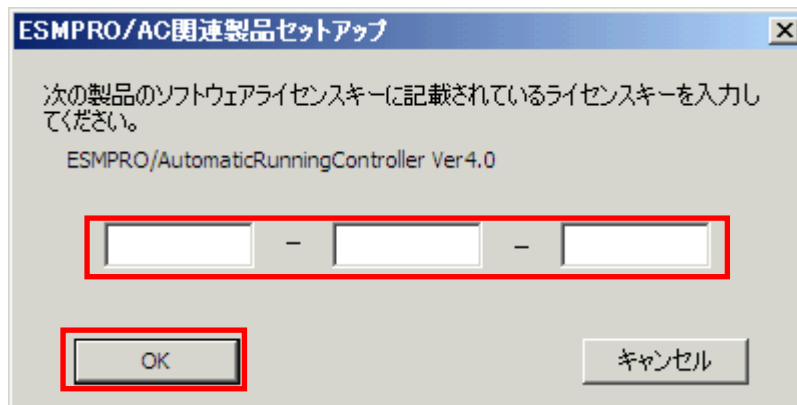 ESMPRO/AC関連製品セットアップ
次の製品のソフトウェアライセンスキーに記載されているライセンスキーを入力し
てください。
ESMPRO/AutomaticRunningController Ver4.0
– –
OK キャンセル